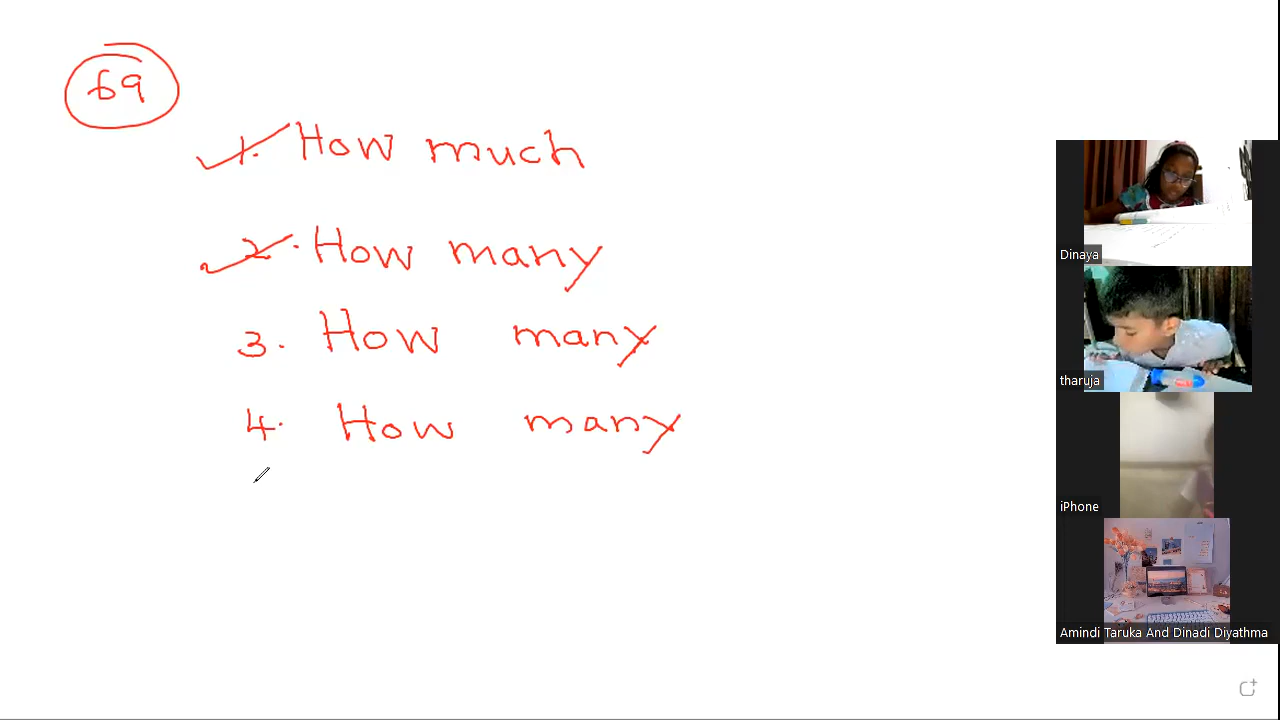 69
1. How much
2. How many
3. How many
4. How many
Dinaya
tharuja
iPhone
Amindi Taruka And Dinadi Diyathma